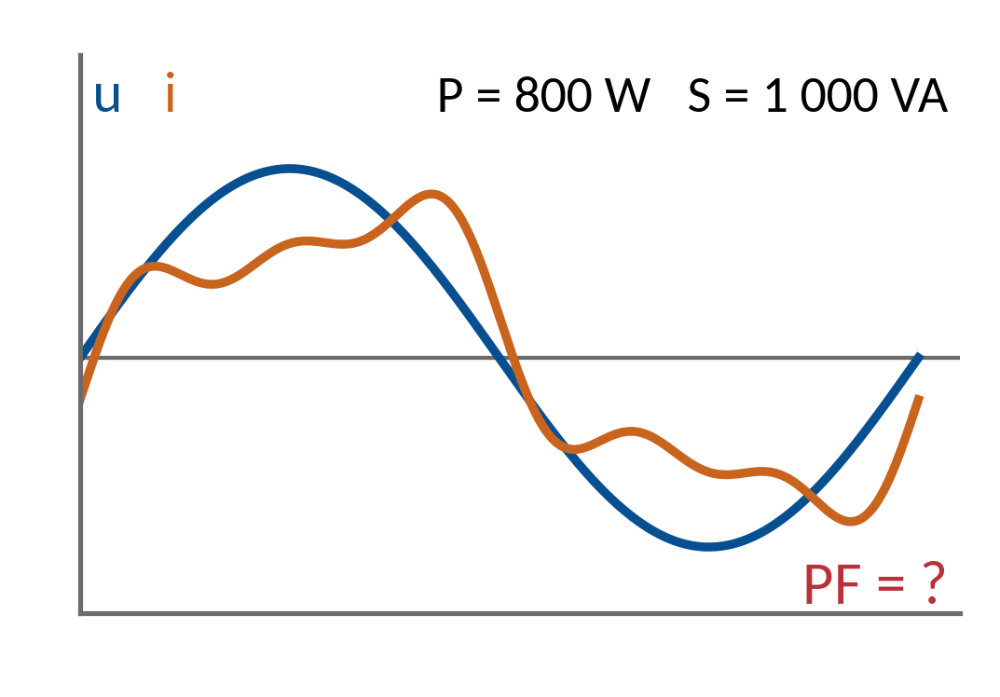 u i P = 800 W S = 1 000 VA
PF = ?